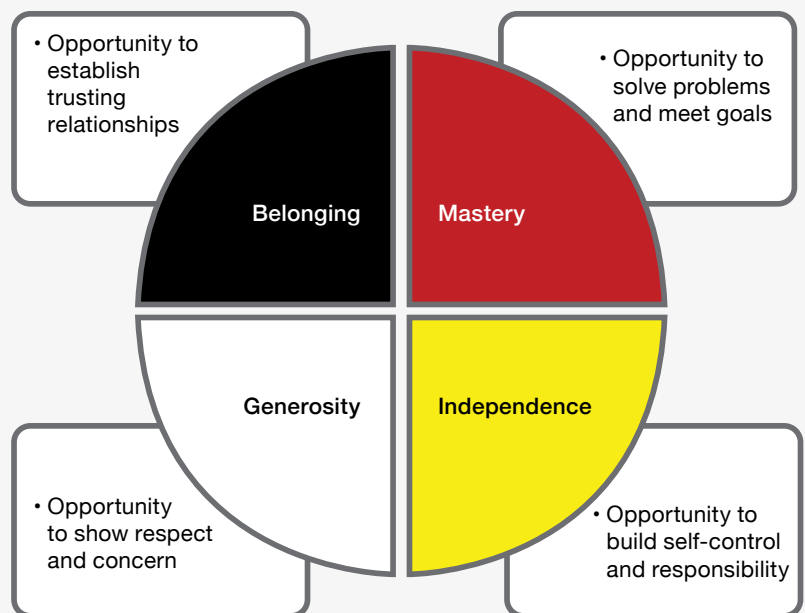 • Opportunity to
establish
trusting
relationships
• Opportunity to
solve problems
and meet goals
Belonging
Mastery
Generosity
Independence
• Opportunity
to show respect
and concern
• Opportunity to
build self-control
and responsibility